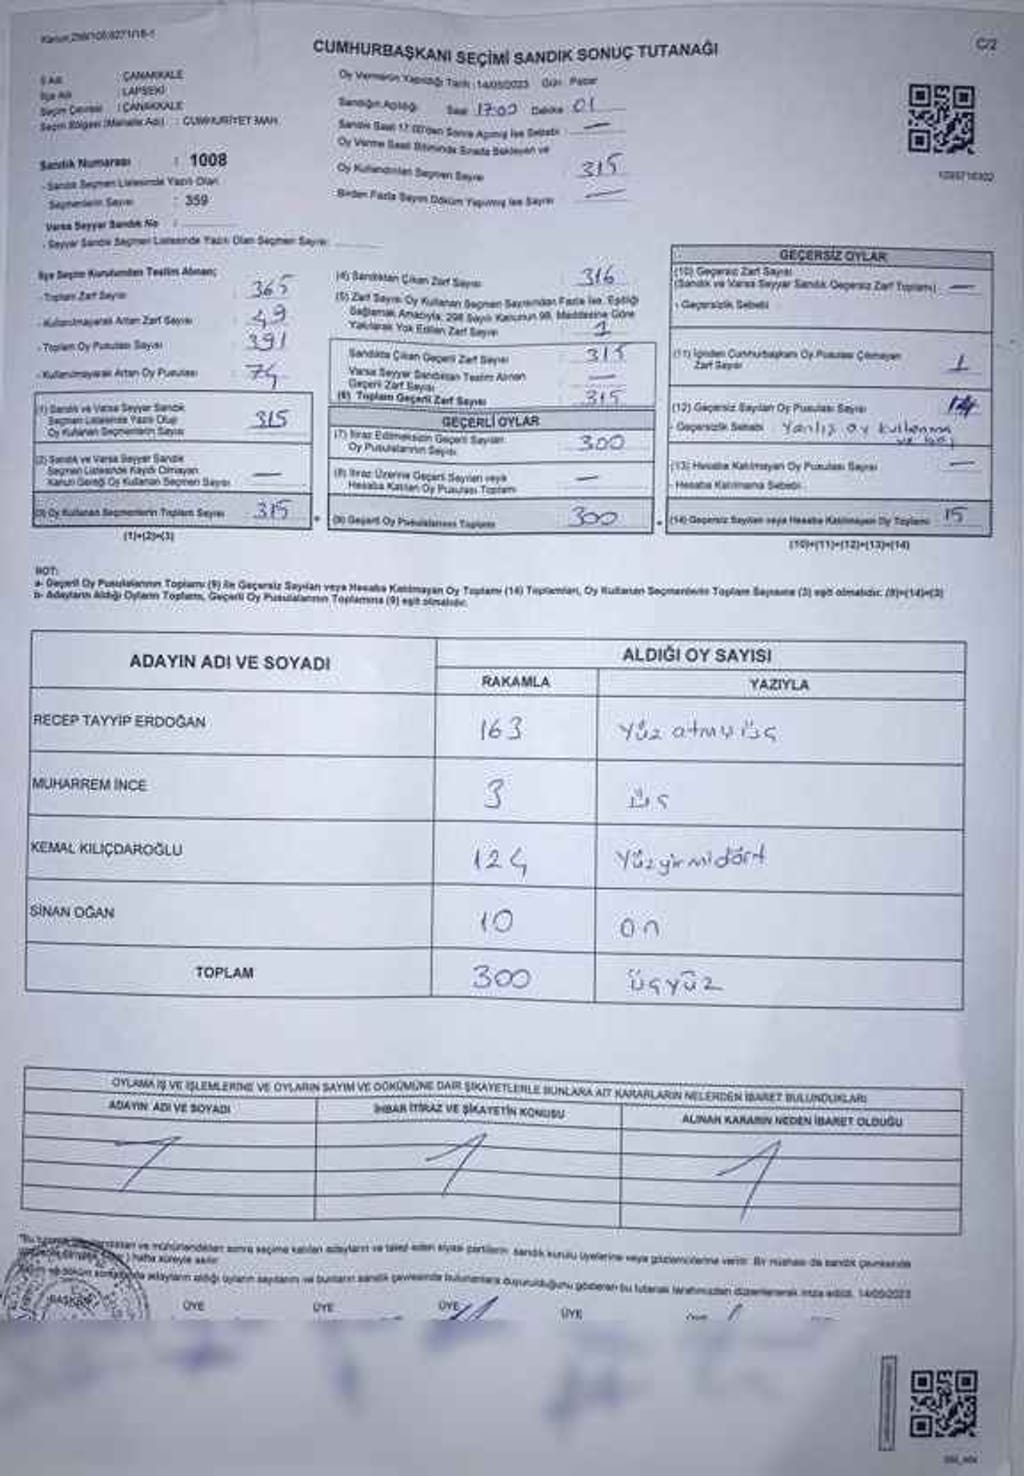 CUMHURBAŞKANI SEÇİMİ SANDIK SONUÇ TUTANAĞI
C/2
İl Adı : ÇANAKKALE
İlçe Adı : LAPSEKİ
Seçim Çevresi : ÇANAKKALE
Seçim Bölgesi (Mahalle Adı) : CUMHURİYET MAH.
Sandık Numarası : 1008
- Sandık Seçmen Listesinde Yazılı Olan
Seçmenlerin Sayısı : 359
Varsa Seyyar Sandık No :
- Seyyar Sandık Seçmen Listesinde Yazılı Olan Seçmen Sayısı:
Oy Vermenin Yapıldığı Tarih : 14/05/2023 Gün : Pazar
Sandığın Açıldığı Saat 17:00 Dakika 01
Sandık Saat 17:00'den Sonra Açılmış İse Sebebi : —
Oy Verme Saati Bitiminde Sırada Bekleyen ve
Oy Kullandırılan Seçmen Sayısı 315
Birden Fazla Sayım Döküm Yapılmış İse Sayısı —
İlçe Seçim Kurulundan Teslim Alınan;
- Toplam Zarf Sayısı 365
- Kullanılmayarak Artan Zarf Sayısı 49
- Toplam Oy Pusulası Sayısı 391
- Kullanılmayarak Artan Oy Pusulası 74
(1) Sandık ve Varsa Seyyar Sandık
Seçmen Listesinde Yazılı Olup
Oy Kullanan Seçmenlerin Sayısı 315
(2) Sandık ve Varsa Seyyar Sandık
Seçmen Listesinde Kaydı Olmayan
Kanun Gereği Oy Kullanan Seçmen Sayısı —
(3) Oy Kullanan Seçmenlerin Toplam Sayısı 315
(1)+(2)=(3)
(4) Sandıktan Çıkan Zarf Sayısı 316
(5) Zarf Sayısı Oy Kullanan Seçmen Sayısından Fazla İse, Eşitliği
Sağlamak Amacıyla; 298 Sayılı Kanunun 98. Maddesine Göre
Yakılarak Yok Edilen Zarf Sayısı 1
Sandıkta Çıkan Geçerli Zarf Sayısı 315
Varsa Seyyar Sandıktan Teslim Alınan
Geçerli Zarf Sayısı —
(6) Toplam Geçerli Zarf Sayısı 315
GEÇERLİ OYLAR
(7) İtiraz Edilmeksizin Geçerli Sayılan
Oy Pusulalarının Sayısı 300
(8) İtiraz Üzerine Geçerli Sayılan veya
Hesaba Katılan Oy Pusulası Toplamı —
(9) Geçerli Oy Pusulalarının Toplamı 300
GEÇERSİZ OYLAR
(10) Geçersiz Zarf Sayısı
(Sandık ve Varsa Seyyar Sandık Geçersiz Zarf Toplamı) —
- Geçersizlik Sebebi
(11) İçinden Cumhurbaşkanı Oy Pusulası Çıkmayan
Zarf Sayısı 1
(12) Geçersiz Sayılan Oy Pusulası Sayısı 14
- Geçersizlik Sebebi Yanlış oy kullanma
(13) Hesaba Katılmayan Oy Pusulası Sayısı —
- Hesaba Katılmama Sebebi
(14) Geçersiz Sayılan veya Hesaba Katılmayan Oy Toplamı 15
(10)+(11)+(12)+(13)=(14)
NOT:
a- Geçerli Oy Pusulalarının Toplamı (9) ile Geçersiz Sayılan veya Hesaba Katılmayan Oy Toplamı (14) Toplamları, Oy Kullanan Seçmenlerin Toplam Sayısına (3) eşit olmalıdır. (9)+(14)=(3)
b- Adayların Aldığı Oyların Toplamı, Geçerli Oy Pusulalarının Toplamına (9) eşit olmalıdır.
ADAYIN ADI VE SOYADI
ALDIĞI OY SAYISI
RAKAMLA YAZIYLA
RECEP TAYYİP ERDOĞAN 163 Yüz atmış üç
MUHARREM İNCE 3 üç
KEMAL KILIÇDAROĞLU 124 Yüzyirmidört
SİNAN OĞAN 10 on
TOPLAM 300 üçyüz
OYLAMA İŞ VE İŞLEMLERİNE VE OYLARIN SAYIM VE DÖKÜMÜNE DAİR ŞİKAYETLERLE BUNLARA AİT KARARLARIN NELERDEN İBARET BULUNDUKLARI
ADAYIN ADI VE SOYADI İHBAR İTİRAZ VE ŞİKAYETİN KONUSU ALINAN KARARIN NEDEN İBARET OLDUĞU
ve mühürlendikten sonra seçime katılan adayların ve talep eden siyasi partilerin sandık kurulu üyelerine veya gözlemcilerine verilir. Bir nüshası da sandık çevresinde
hafta süreyle asılır.
adayların aldığı oyların sayılarını ve bunların sandık çevresinde bulunanlara duyurulduğunu gösteren bu tutanak tarafımızdan düzenlenerek imza edildi. 14/05/2023
BAŞKAN ÜYE ÜYE ÜYE ÜYE